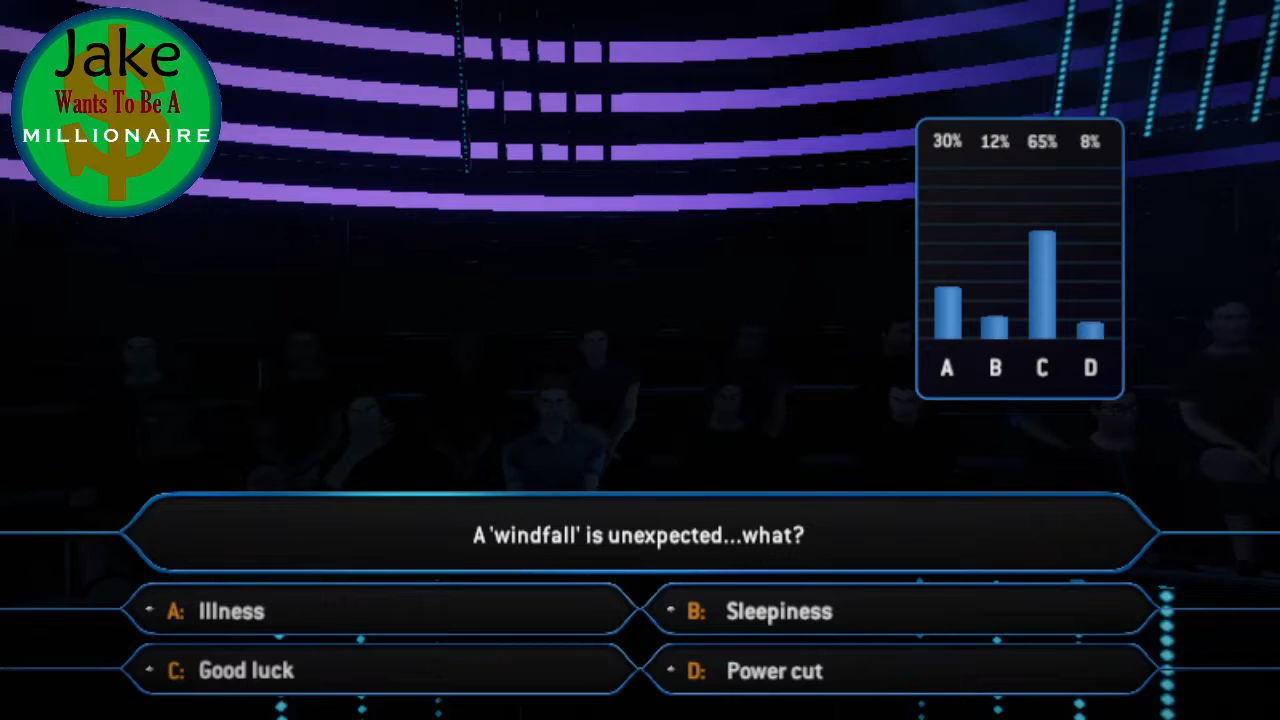 Jake
Wants To Be A
MILLIONAIRE
30% 12% 65% 8%
A B C D
A 'windfall' is unexpected...what?
A: Illness
B: Sleepiness
C: Good luck
D: Power cut